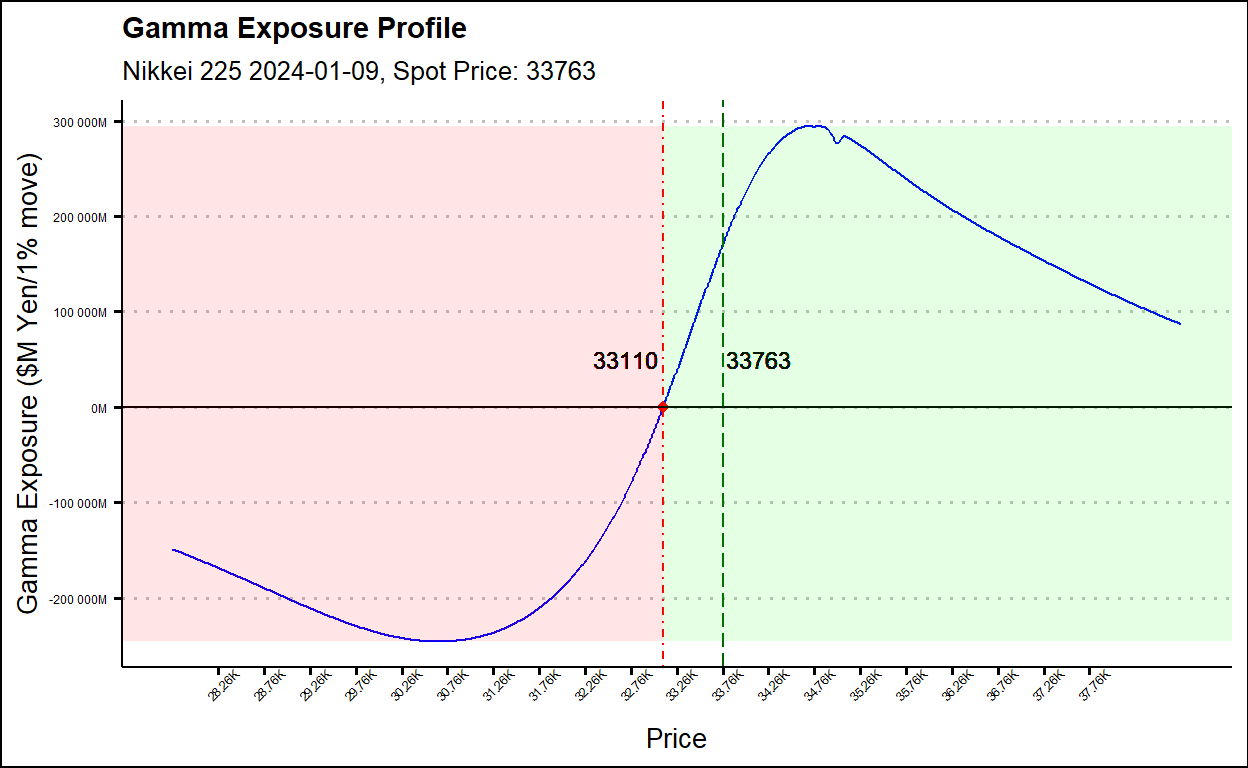 Gamma Exposure Profile
Nikkei 225 2024-01-09, Spot Price: 33763
Gamma Exposure ($M Yen/1% move)
300 000M
200 000M
100 000M
0M
-100 000M
-200 000M
33110
33763
28.26K
28.76K
29.26K
29.76K
30.26K
30.76K
31.26K
31.76K
32.26K
32.76K
33.26K
33.76K
34.26K
34.76K
35.26K
35.76K
36.26K
36.76K
37.26K
37.76K
Price